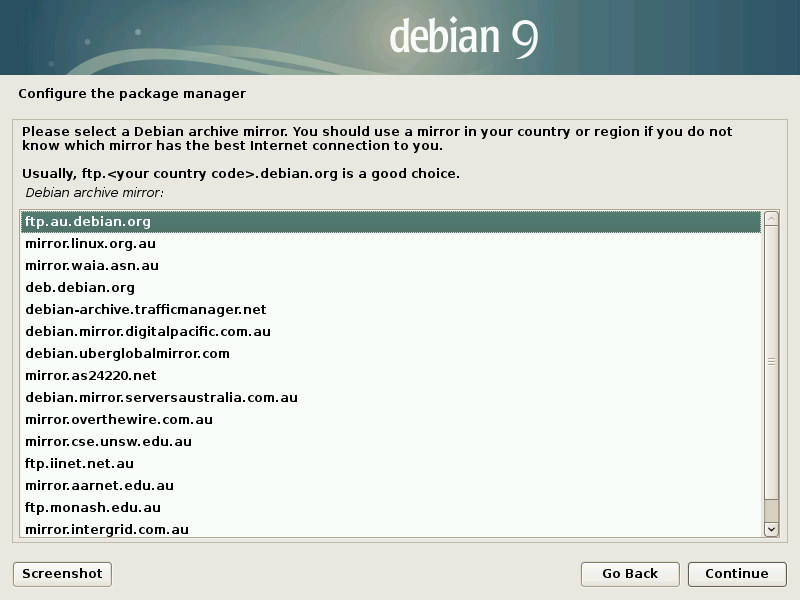 debian 9
Configure the package manager
Please select a Debian archive mirror. You should use a mirror in your country or region if you do not
know which mirror has the best Internet connection to you.
Usually, ftp.<your country code>.debian.org is a good choice.
Debian archive mirror:
ftp.au.debian.org
mirror.linux.org.au
mirror.waia.asn.au
deb.debian.org
debian-archive.trafficmanager.net
debian.mirror.digitalpacific.com.au
debian.uberglobalmirror.com
mirror.as24220.net
debian.mirror.serversaustralia.com.au
mirror.overthewire.com.au
mirror.cse.unsw.edu.au
ftp.iinet.net.au
mirror.aarnet.edu.au
ftp.monash.edu.au
mirror.intergrid.com.au
Screenshot
Go Back
Continue